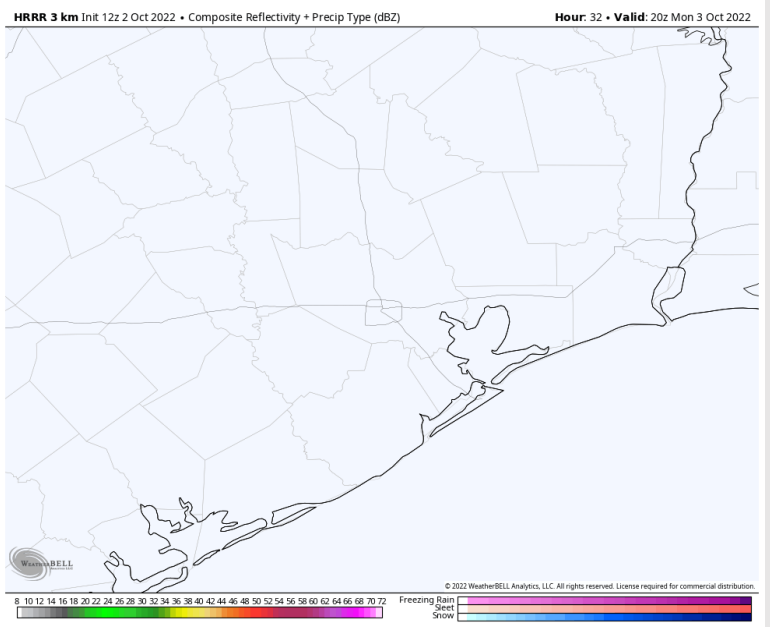 HRRR 3 km Init 12z 2 Oct 2022 • Composite Reflectivity + Precip Type (dBZ)
Hour: 32 • Valid: 20z Mon 3 Oct 2022
WEATHERBELL
© 2022 WeatherBELL Analytics, LLC. All rights reserved. License required for commercial distribution.
8 10 12 14 16 18 20 22 24 26 28 30 32 34 36 38 40 42 44 46 48 50 52 54 56 58 60 62 64 66 68 70 72
Freezing Rain
Sleet
Snow